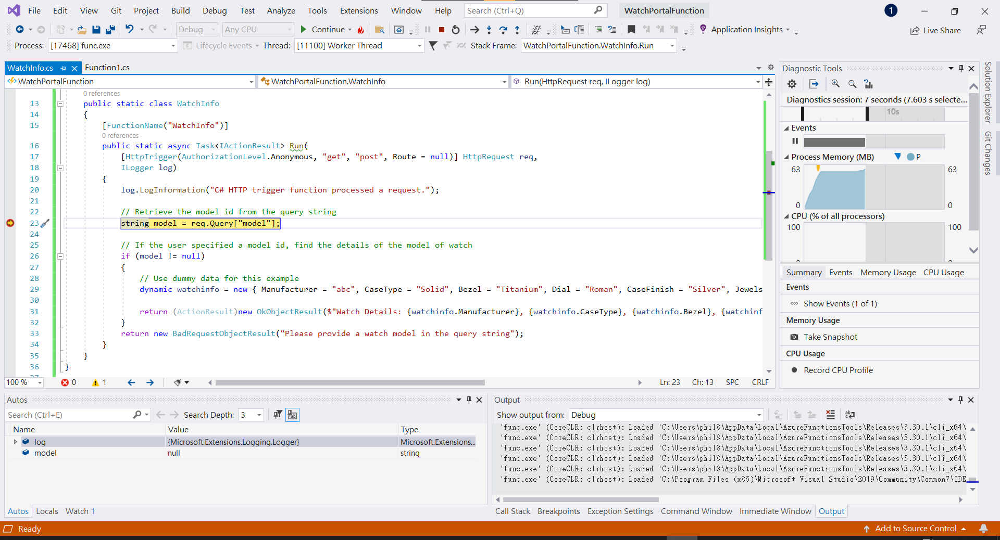 File Edit View Git Project Build Debug Test Analyze Tools Extensions Window Help Search (Ctrl+Q) WatchPortalFunction 1
Debug Any CPU Continue Application Insights Live Share
Process: [17468] func.exe Lifecycle Events Thread: [11100] Worker Thread Stack Frame: WatchPortalFunction.WatchInfo.Run
WatchInfo.cs Function1.cs
WatchPortalFunction WatchPortalFunction.WatchInfo Run(HttpRequest req, ILogger log)
0 references
13 public static class WatchInfo
14 {
15 [FunctionName("WatchInfo")]
0 references
16 public static async Task<IActionResult> Run(
17 [HttpTrigger(AuthorizationLevel.Anonymous, "get", "post", Route = null)] HttpRequest req,
18 ILogger log)
19 {
20 log.LogInformation("C# HTTP trigger function processed a request.");
21
22 // Retrieve the model id from the query string
23 string model = req.Query["model"];
24
25 // If the user specified a model id, find the details of the model of watch
26 if (model != null)
27 {
28 // Use dummy data for this example
29 dynamic watchinfo = new { Manufacturer = "abc", CaseType = "Solid", Bezel = "Titanium", Dial = "Roman", CaseFinish = "Silver", Jewels
30
31 return (ActionResult)new OkObjectResult($"Watch Details: {watchinfo.Manufacturer}, {watchinfo.CaseType}, {watchinfo.Bezel}, {watchinf
32 }
33 return new BadRequestObjectResult("Please provide a watch model in the query string");
34 }
35 }
36 }
100 % 0 1 Ln: 23 Ch: 13 SPC CRLF
Diagnostic Tools
Diagnostics session: 7 seconds (7.603 s selecte...
10s
Events
Process Memory (MB) P
63 63
0 0
CPU (% of all processors)
100 100
Summary Events Memory Usage CPU Usage
Events
Show Events (1 of 1)
Memory Usage
Take Snapshot
CPU Usage
Record CPU Profile
Solution Explorer
Git Changes
Autos
Search (Ctrl+E) Search Depth: 3
Name Value Type
log {Microsoft.Extensions.Logging.Logger} Microsoft.Extensions...
model null string
Autos Locals Watch 1
Output
Show output from: Debug
'func.exe' (CoreCLR: clrhost): Loaded 'C:\Users\phil8\AppData\Local\AzureFunctionsTools\Releases\3.30.1\cli_x64\
'func.exe' (CoreCLR: clrhost): Loaded 'C:\Users\phil8\AppData\Local\AzureFunctionsTools\Releases\3.30.1\cli_x64\
'func.exe' (CoreCLR: clrhost): Loaded 'C:\Users\phil8\AppData\Local\AzureFunctionsTools\Releases\3.30.1\cli_x64\
'func.exe' (CoreCLR: clrhost): Loaded 'C:\Users\phil8\AppData\Local\AzureFunctionsTools\Releases\3.30.1\cli_x64\
'func.exe' (CoreCLR: clrhost): Loaded 'C:\Users\phil8\AppData\Local\AzureFunctionsTools\Releases\3.30.1\cli_x64\
'func.exe' (CoreCLR: clrhost): Loaded 'C:\Program Files (x86)\Microsoft Visual Studio\2019\Community\Common7\IDE
Call Stack Breakpoints Exception Settings Command Window Immediate Window Output
Ready Add to Source Control